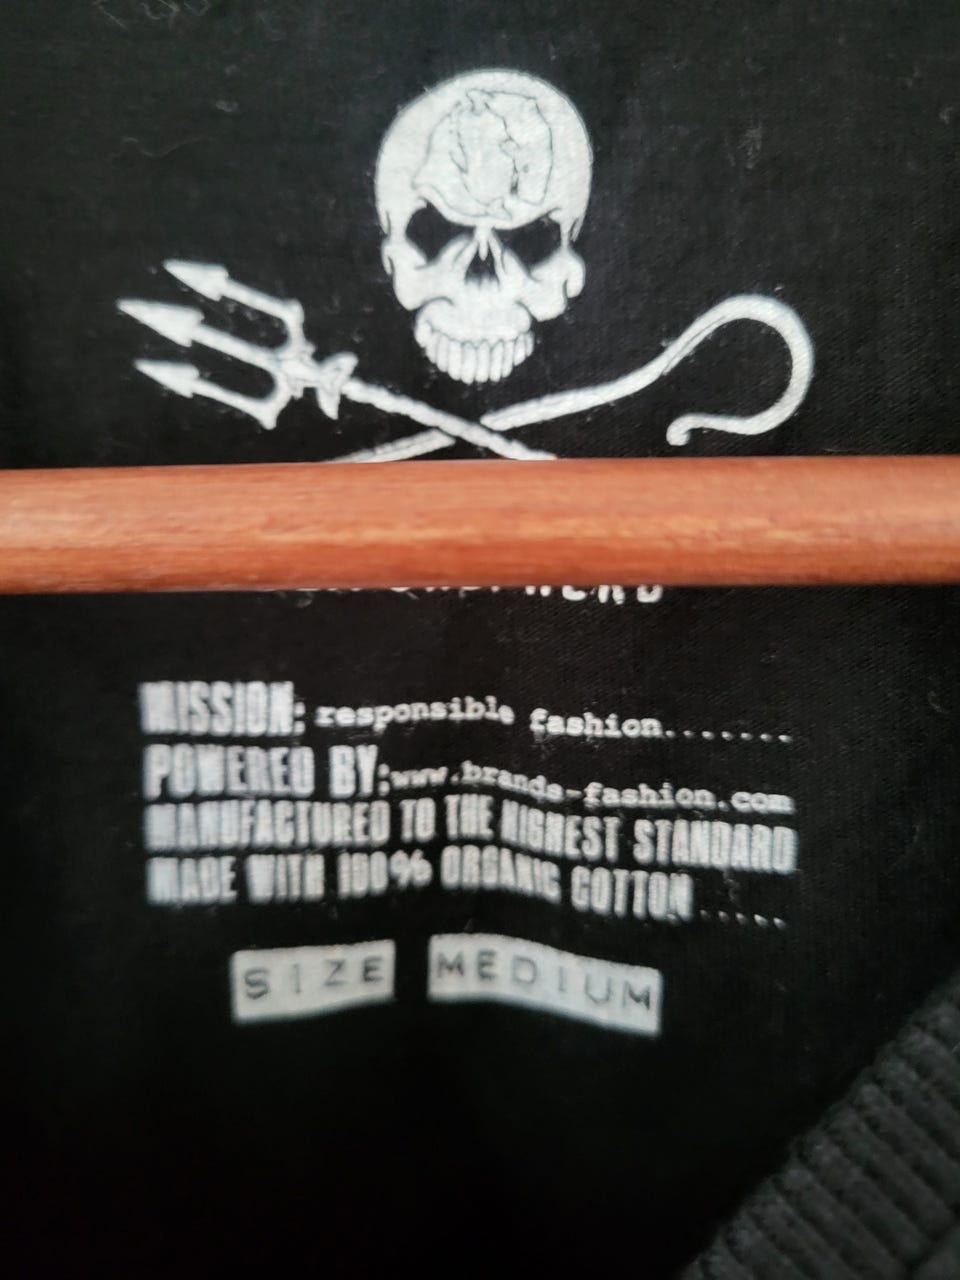 MISSION: responsible fashion.......
POWERED BY:www.brands-fashion.com
MANUFACTURED TO THE HIGHEST STANDARD
MADE WITH 100% ORGANIC COTTON.....
SIZE MEDIUM